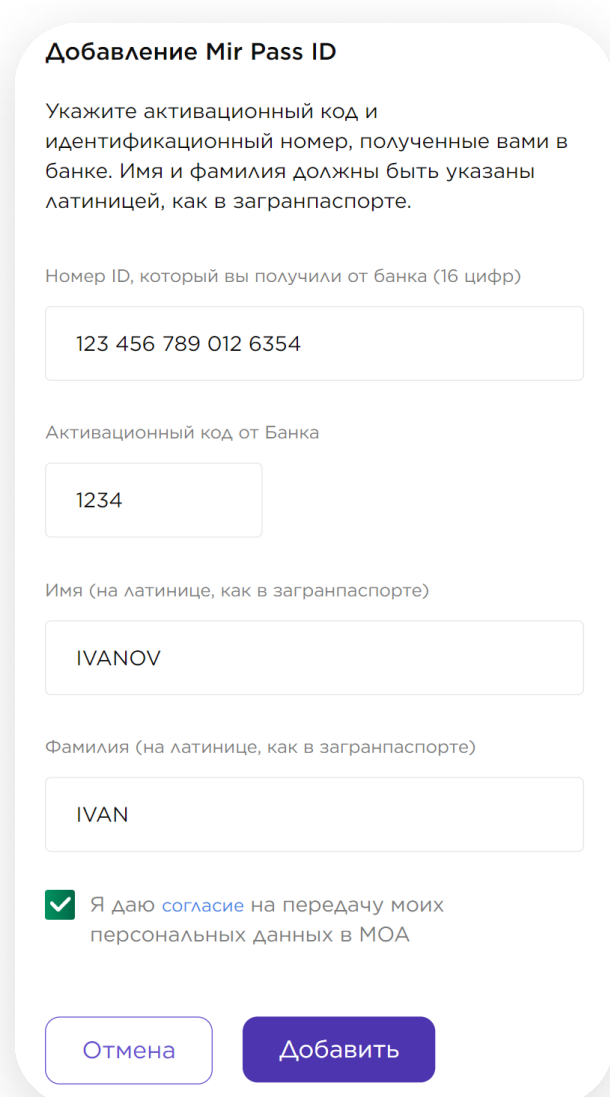 Добавление Mir Pass ID
Укажите активационный код и
идентификационный номер, полученные вами в
банке. Имя и фамилия должны быть указаны
латиницей, как в загранпаспорте.
Номер ID, который вы получили от банка (16 цифр)
123 456 789 012 6354
Активационный код от Банка
1234
Имя (на латинице, как в загранпаспорте)
IVANOV
Фамилия (на латинице, как в загранпаспорте)
IVAN
Я даю согласие на передачу моих
персональных данных в МОА
Отмена Добавить